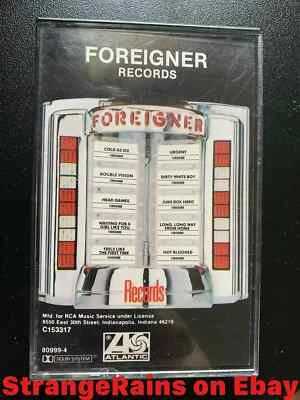 FOREIGNER
RECORDS
FOREIGNER
COLD AS ICE
URGENT
DOUBLE VISION
DIRTY WHITE BOY
HEAD GAMES
JUKE BOX HERO
WAITING FOR A
GIRL LIKE YOU
LONG, LONG WAY
FROM HOME
FEELS LIKE
THE FIRST TIME
HOT BLOODED
Records
Mfd. for RCA Music Service under License
6550 East 30th Street, Indianapolis, Indiana 46219
C153317
80999-4
DOLBY SYSTEM
ATLANTIC
StrangeRains on Ebay